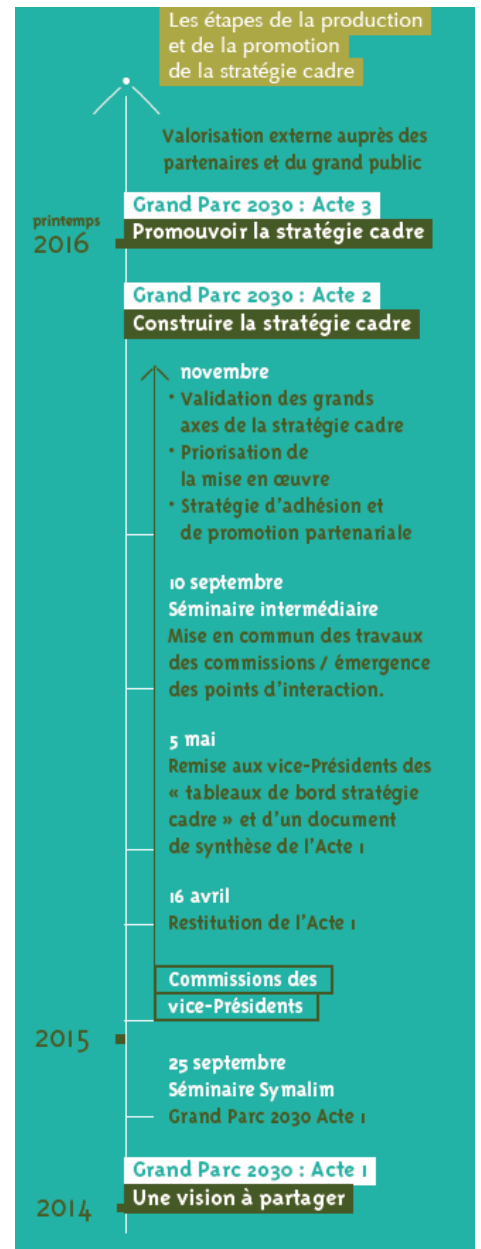 Les étapes de la production
et de la promotion
de la stratégie cadre
Valorisation externe auprès des
partenaires et du grand public
Grand Parc 2030 : Acte 3
printemps
2016
Promouvoir la stratégie cadre
Grand Parc 2030 : Acte 2
Construire la stratégie cadre
novembre
· Validation des grands
axes de la stratégie cadre
· Priorisation de
la mise en œuvre
· Stratégie d'adhésion et
de promotion partenariale
10 septembre
Séminaire intermédiaire
Mise en commun des travaux
des commissions / émergence
des points d'interaction.
5 mai
Remise aux vice-Présidents des
« tableaux de bord stratégie
cadre » et d'un document
de synthèse de l'Acte 1
16 avril
Restitution de l'Acte 1
Commissions des
vice-Présidents
2015
25 septembre
Séminaire Symalim
Grand Parc 2030 Acte 1
Grand Parc 2030 : Acte 1
Une vision à partager
2014